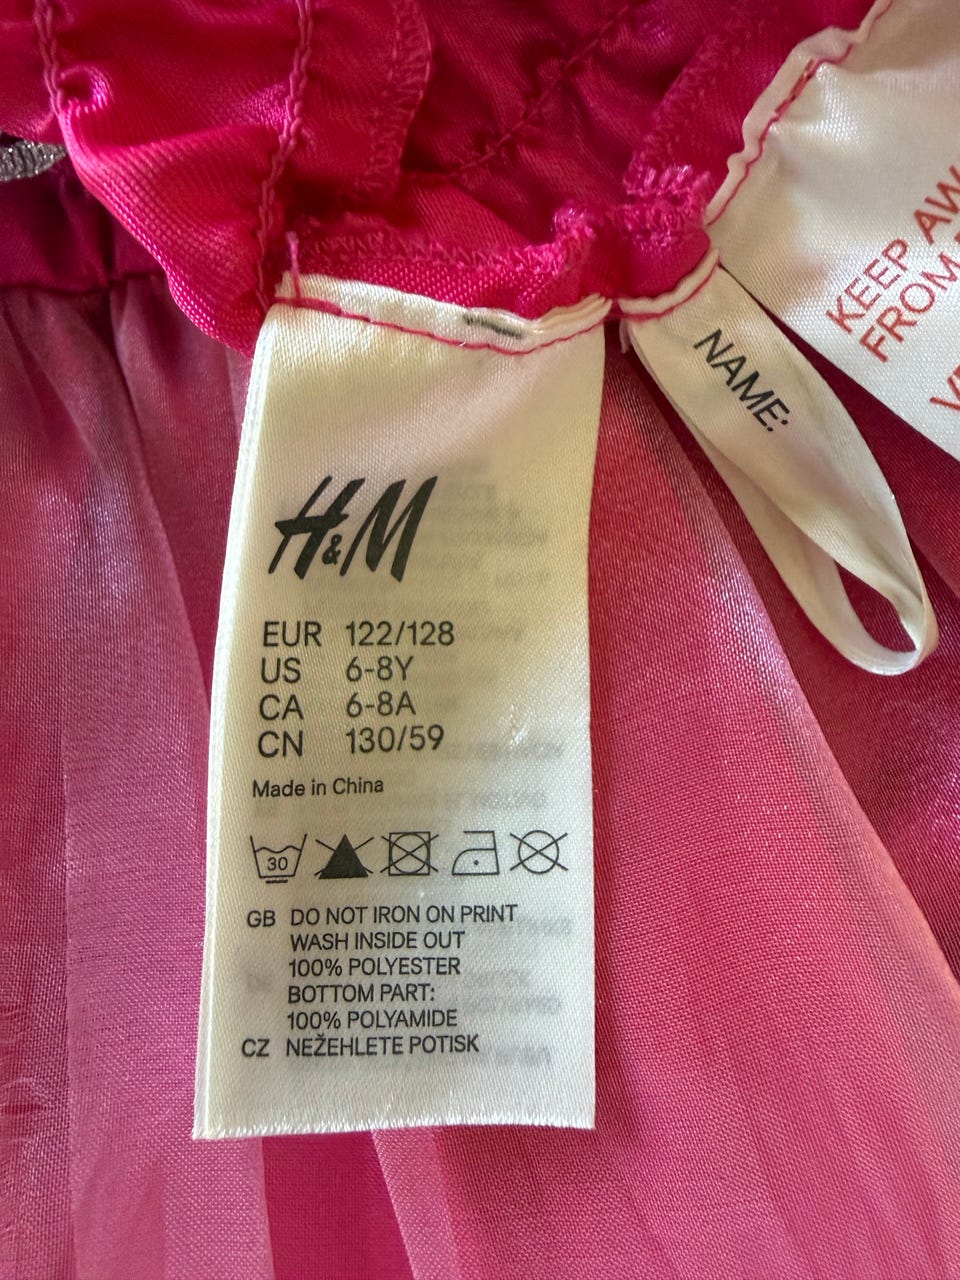 H&M
EUR 122/128
US 6-8Y
CA 6-8A
CN 130/59
Made in China
30
GB DO NOT IRON ON PRINT
WASH INSIDE OUT
100% POLYESTER
BOTTOM PART:
100% POLYAMIDE
CZ NEŽEHLETE POTISK
NAME:
KEEP
FROM